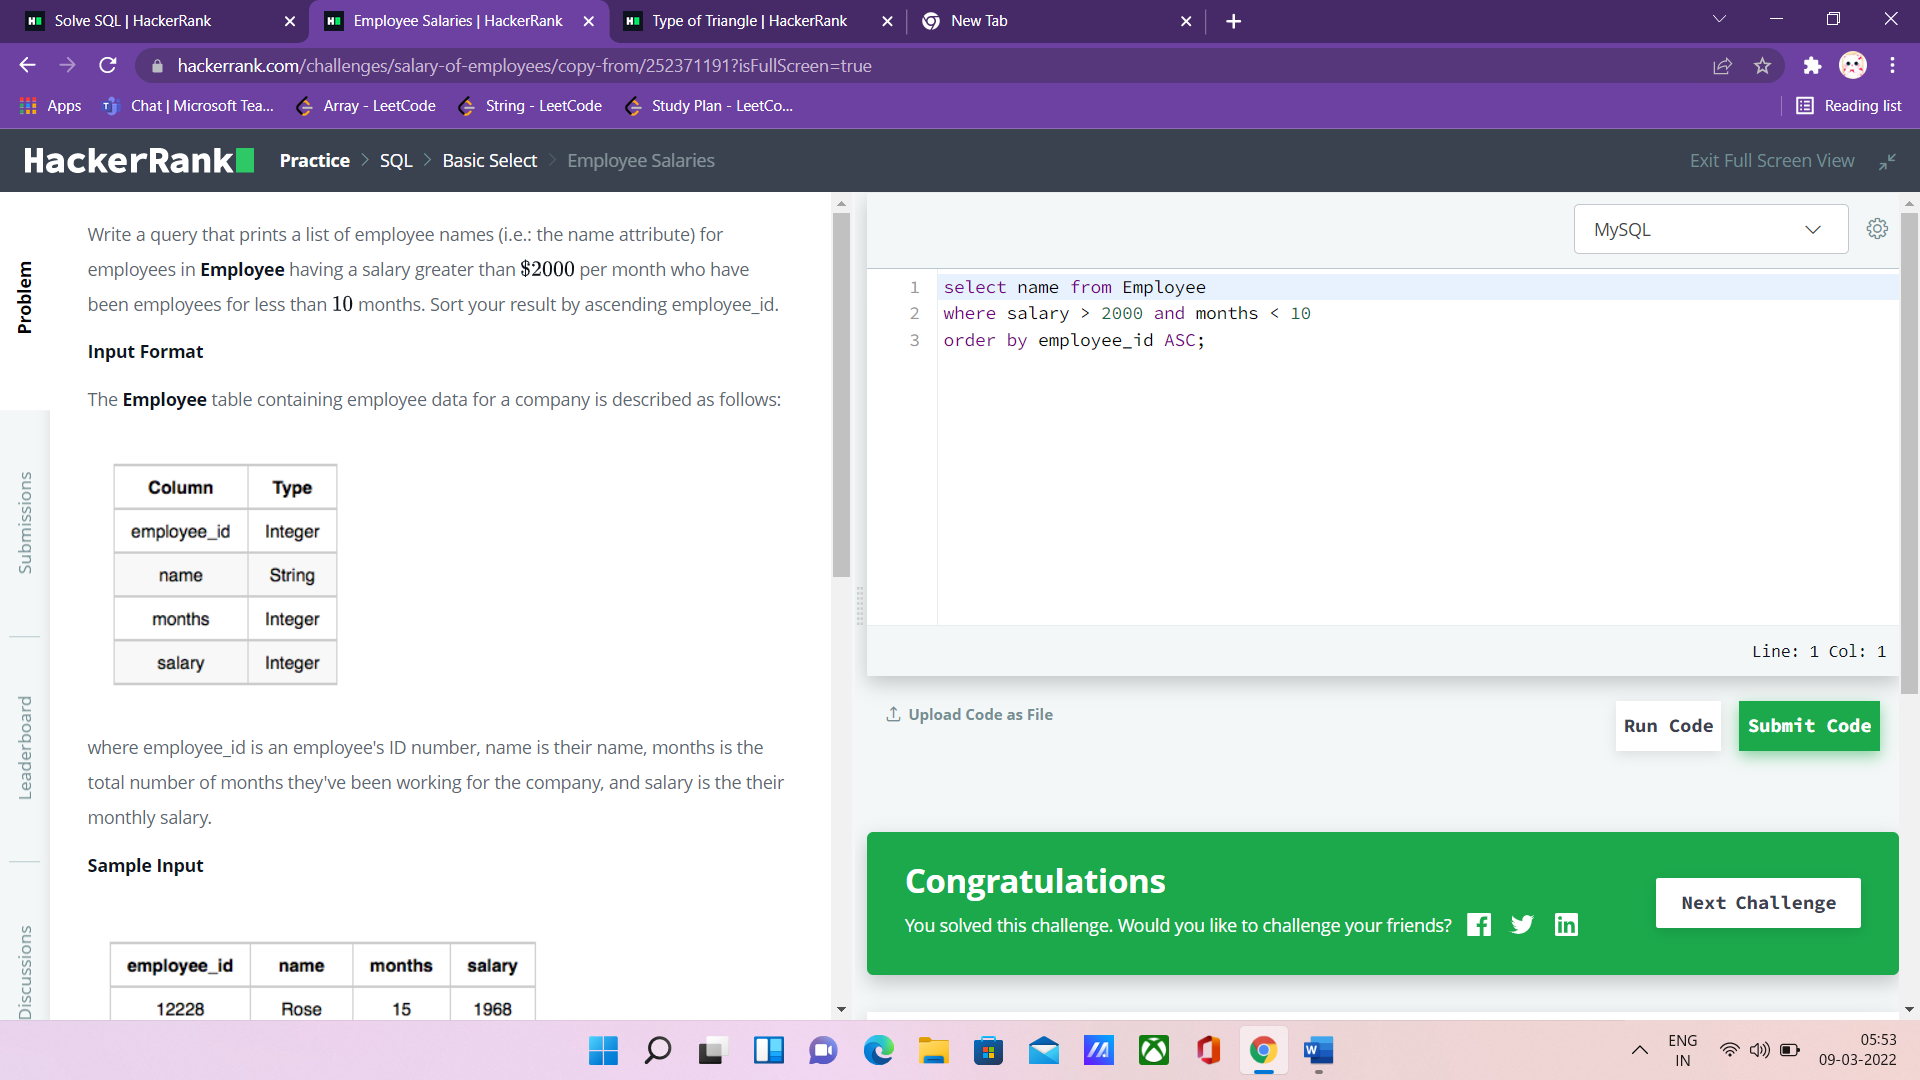 Solve SQL | HackerRank
Employee Salaries | HackerRank
Type of Triangle | HackerRank
New Tab
hackerrank.com/challenges/salary-of-employees/copy-from/252371191?isFullScreen=true
Apps
Chat | Microsoft Tea...
Array - LeetCode
String - LeetCode
Study Plan - LeetCo...
Reading list
HackerRank
Practice > SQL > Basic Select > Employee Salaries
Exit Full Screen View
Problem
Submissions
Leaderboard
Discussions
Write a query that prints a list of employee names (i.e.: the name attribute) for
employees in Employee having a salary greater than $2000 per month who have
been employees for less than 10 months. Sort your result by ascending employee_id.
Input Format
The Employee table containing employee data for a company is described as follows:
Column Type
employee_id Integer
name String
months Integer
salary Integer
where employee_id is an employee's ID number, name is their name, months is the
total number of months they've been working for the company, and salary is the their
monthly salary.
Sample Input
employee_id name months salary
12228 Rose 15 1968
MySQL
1 select name from Employee
2 where salary > 2000 and months < 10
3 order by employee_id ASC;
Line: 1 Col: 1
Upload Code as File
Run Code
Submit Code
Congratulations
You solved this challenge. Would you like to challenge your friends?
Next Challenge
ENG
IN
05:53
09-03-2022